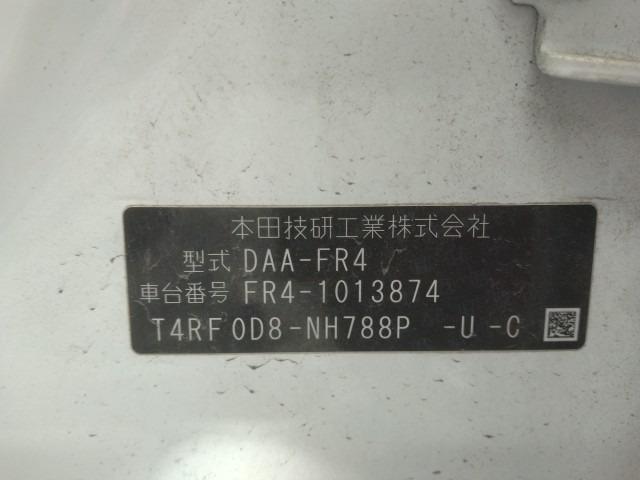 本田技研工業株式会社
型式 DAA-FR4
車台番号 FR4-1013874
T4RF0D8-NH788P -U -C